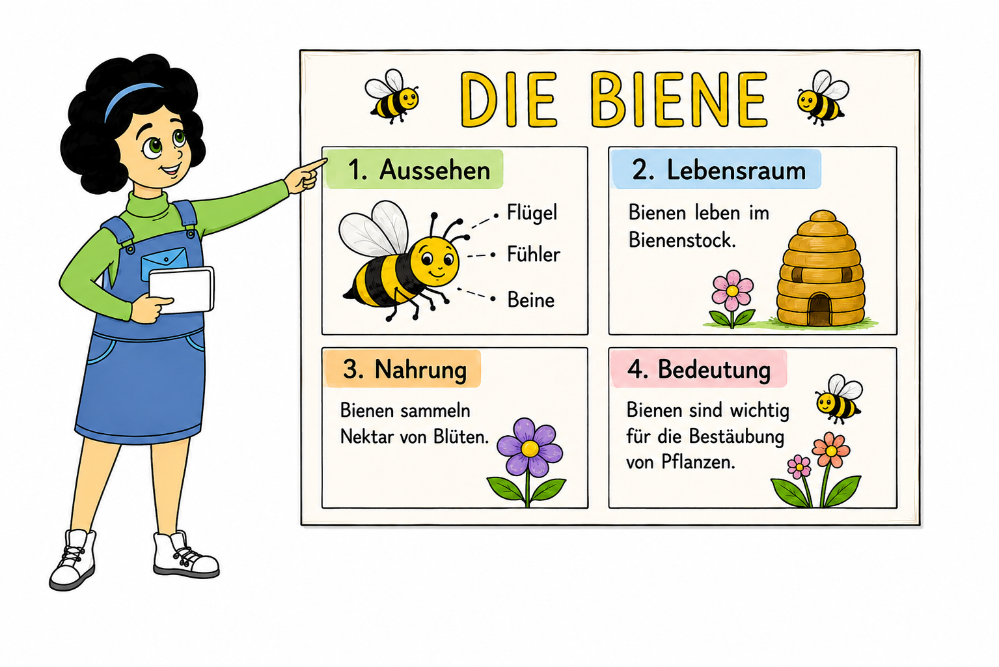 DIE BIENE
1. Aussehen
Flügel
Fühler
Beine
2. Lebensraum
Bienen leben im
Bienenstock.
3. Nahrung
Bienen sammeln
Nektar von Blüten.
4. Bedeutung
Bienen sind wichtig
für die Bestäubung
von Pflanzen.